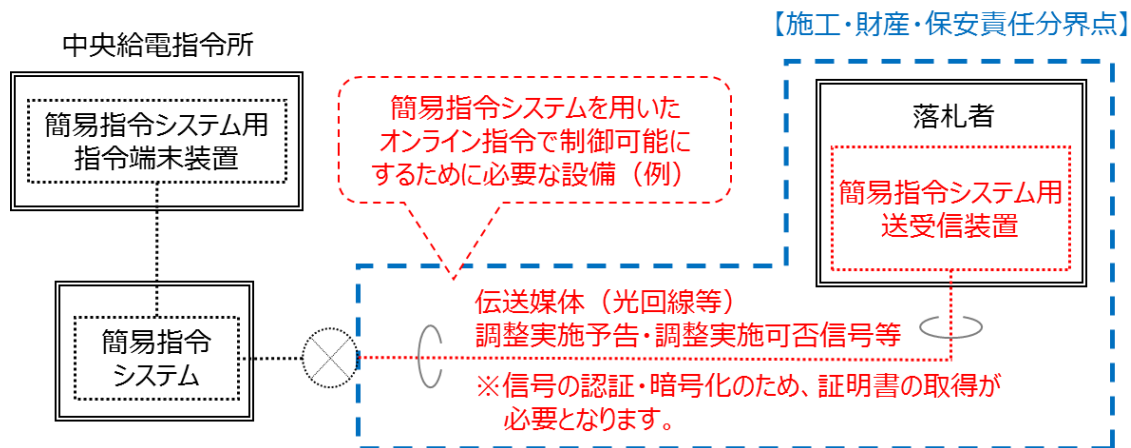 【施工・財産・保安責任分界点】
中央給電指令所
簡易指令システム用
指令端末装置
簡易指令システムを用いた
オンライン指令で制御可能に
するために必要な設備（例）
落札者
簡易指令システム用
送受信装置
簡易指令
システム
伝送媒体（光回線等）
調整実施予告・調整実施可否信号等
※信号の認証・暗号化のため、証明書の取得が
必要となります。